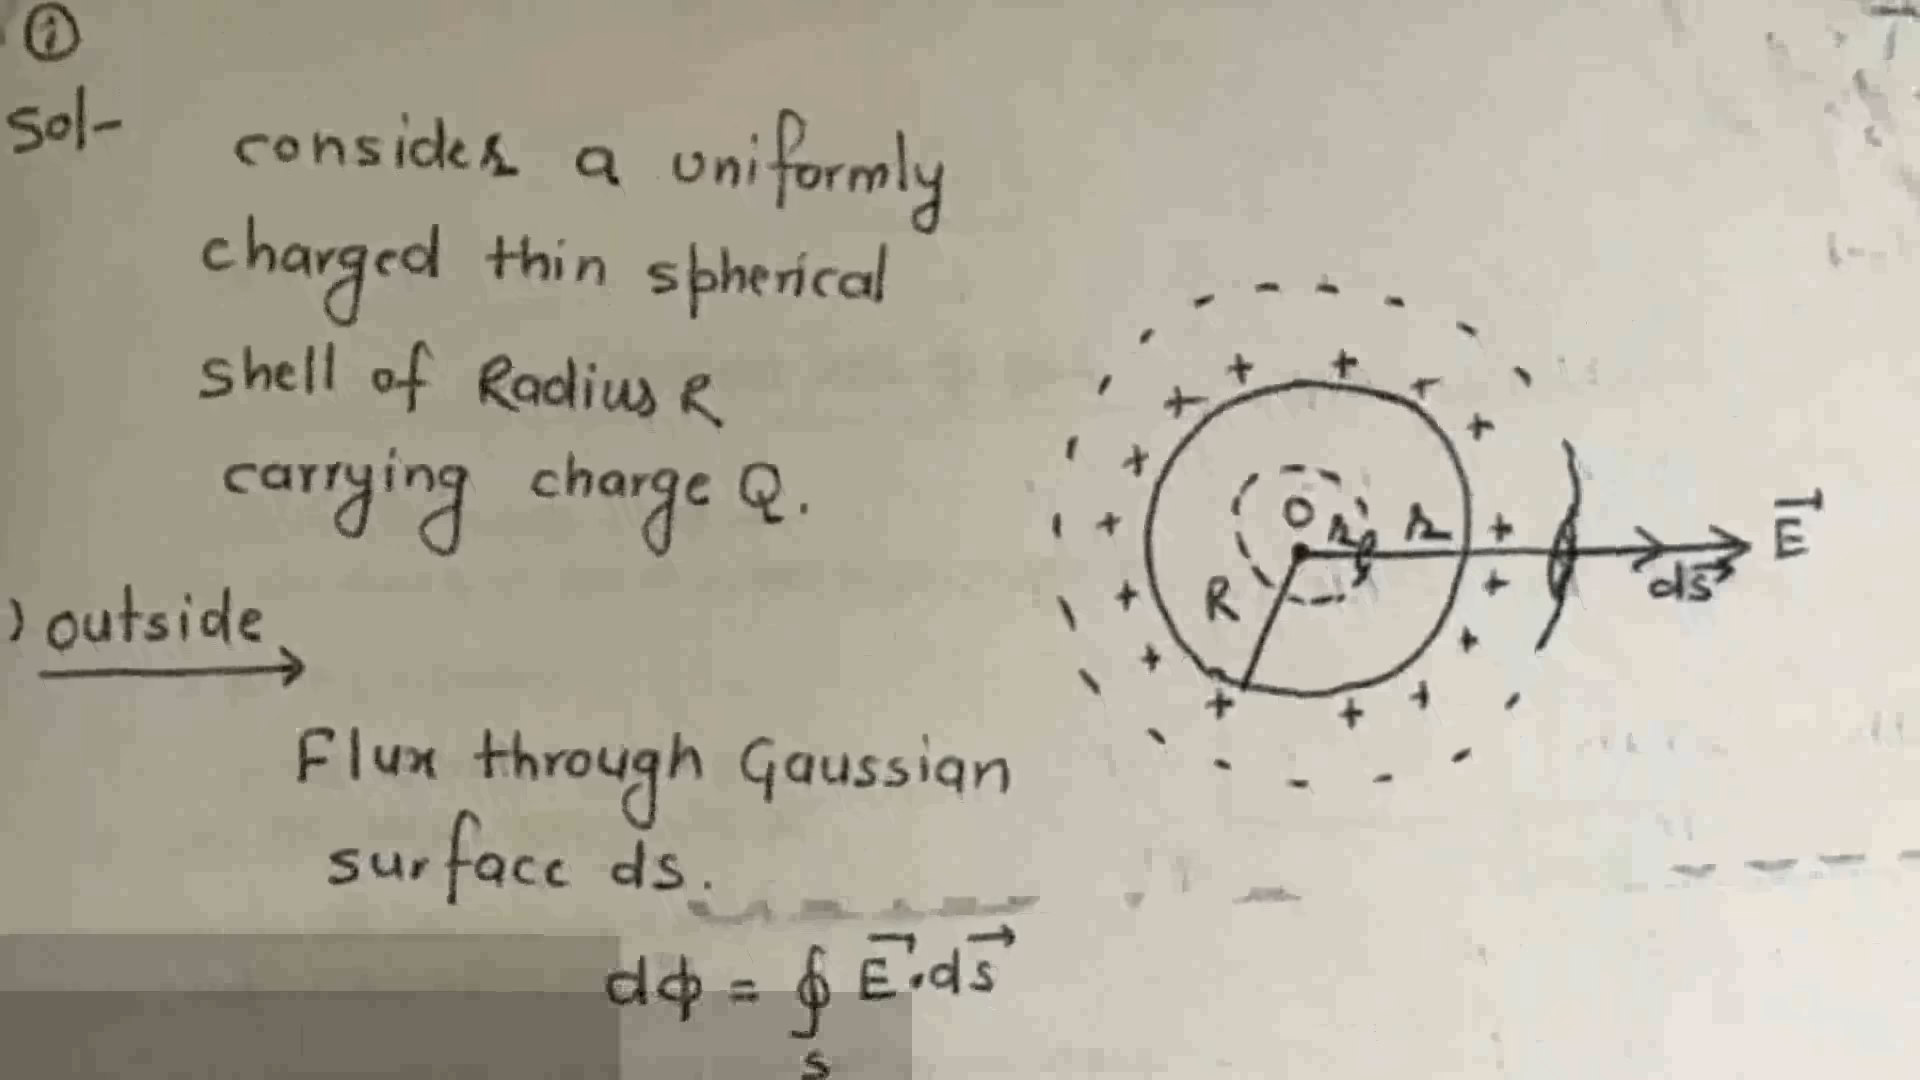 i
Sol-
consider a uniformly
charged thin spherical
shell of Radius R
carrying charge Q.
) outside
Flux through Gaussian
surface ds.
dϕ = ∮ E⃗.ds⃗
s
O
r
r
R
E⃗
ds⃗